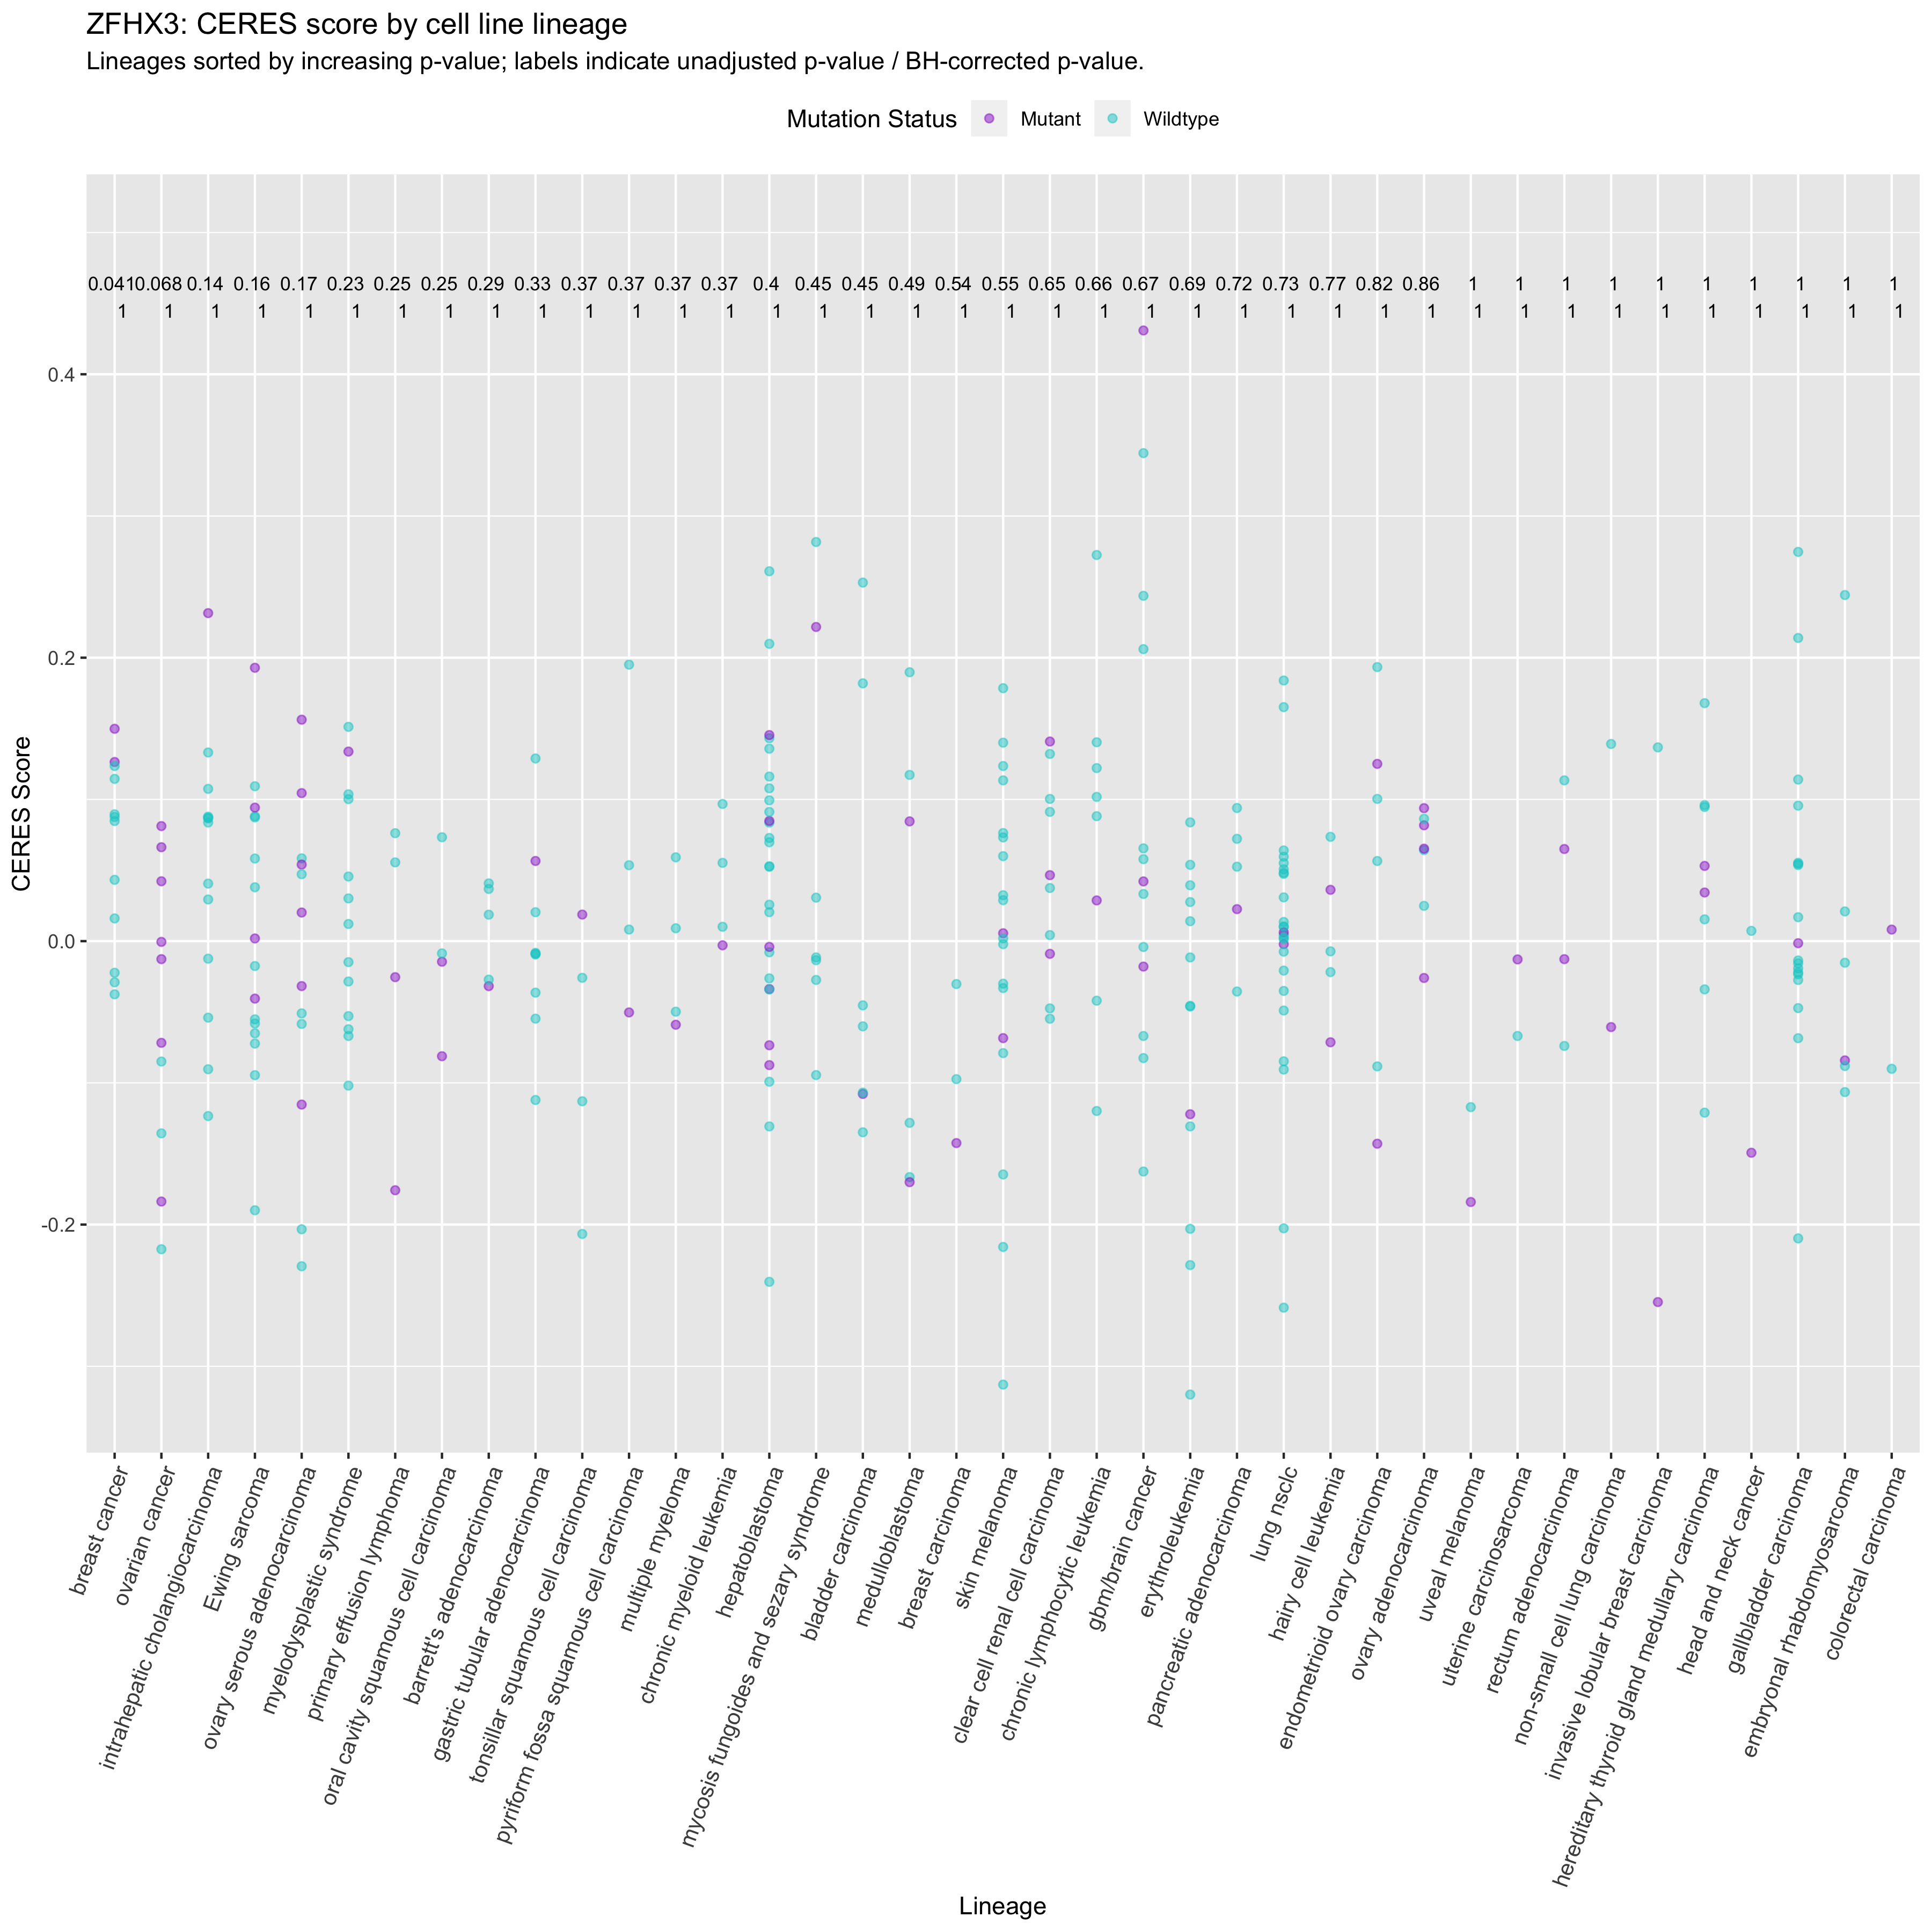 ZFHX3: CERES score by cell line lineage
Lineages sorted by increasing p-value; labels indicate unadjusted p-value / BH-corrected p-value.
Mutation Status Mutant Wildtype
0.041 0.068 0.14 0.16 0.17 0.23 0.25 0.25 0.29 0.33 0.37 0.37 0.37 0.37 0.4 0.45 0.45 0.49 0.54 0.55 0.65 0.66 0.67 0.69 0.72 0.73 0.77 0.82 0.86 1 1 1 1 1 1 1 1 1 1
1 1 1 1 1 1 1 1 1 1 1 1 1 1 1 1 1 1 1 1 1 1 1 1 1 1 1 1 1 1 1 1 1 1 1 1 1 1 1
0.4
0.2
0.0
-0.2
CERES Score
breast cancer
ovarian cancer
intrahepatic cholangiocarcinoma
Ewing sarcoma
ovary serous adenocarcinoma
myelodysplastic syndrome
primary effusion lymphoma
oral cavity squamous cell carcinoma
barrett's adenocarcinoma
gastric tubular adenocarcinoma
tonsillar squamous cell carcinoma
pyriform fossa squamous cell carcinoma
multiple myeloma
chronic myeloid leukemia
hepatoblastoma
mycosis fungoides and sezary syndrome
bladder carcinoma
medulloblastoma
breast carcinoma
skin melanoma
clear cell renal cell carcinoma
chronic lymphocytic leukemia
gbm/brain cancer
erythroleukemia
pancreatic adenocarcinoma
lung nsclc
hairy cell leukemia
endometrioid ovary carcinoma
ovary adenocarcinoma
uveal melanoma
uterine carcinosarcoma
rectum adenocarcinoma
non-small cell lung carcinoma
invasive lobular breast carcinoma
hereditary thyroid gland medullary carcinoma
head and neck cancer
gallbladder carcinoma
embryonal rhabdomyosarcoma
colorectal carcinoma
Lineage